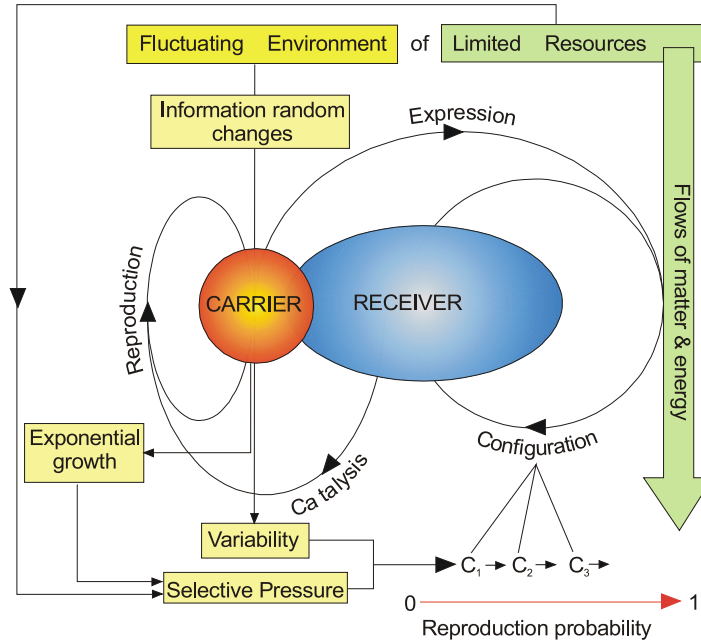 Fluctuating Environment of Limited Resources
Information random
changes
Expression
Reproduction
CARRIER
RECEIVER
Flows of matter & energy
Exponential
growth
Configuration
Ca talysis
Variability
Selective Pressure
C1 C2 C3
0 1
Reproduction probability